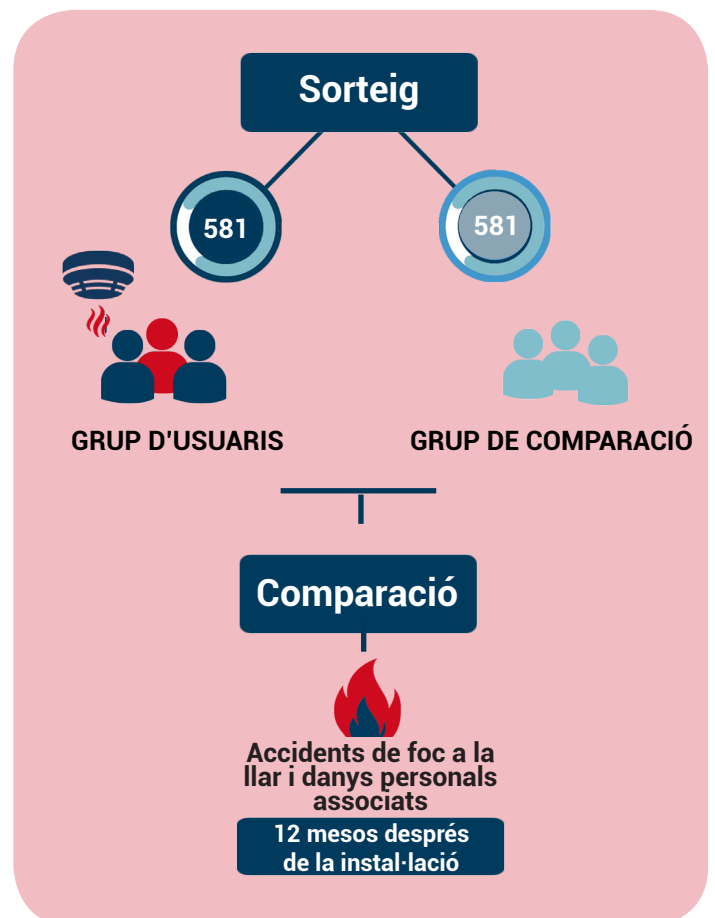 Sorteig
581
581
GRUP D'USUARIS
GRUP DE COMPARACIÓ
Comparació
Accidents de foc a la
llar i danys personals
associats
12 mesos després
de la instal·lació